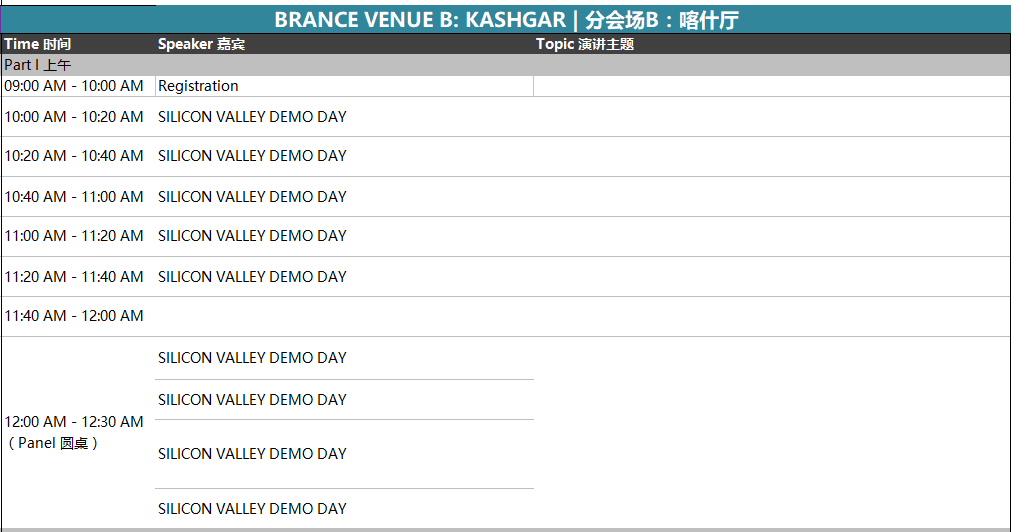 BRANCE VENUE B: KASHGAR | 分会场B：喀什厅
Time 时间 Speaker 嘉宾 Topic 演讲主题
Part I 上午
09:00 AM - 10:00 AM Registration
10:00 AM - 10:20 AM SILICON VALLEY DEMO DAY
10:20 AM - 10:40 AM SILICON VALLEY DEMO DAY
10:40 AM - 11:00 AM SILICON VALLEY DEMO DAY
11:00 AM - 11:20 AM SILICON VALLEY DEMO DAY
11:20 AM - 11:40 AM SILICON VALLEY DEMO DAY
11:40 AM - 12:00 AM
SILICON VALLEY DEMO DAY
SILICON VALLEY DEMO DAY
12:00 AM - 12:30 AM
（Panel 圆桌）
SILICON VALLEY DEMO DAY
SILICON VALLEY DEMO DAY